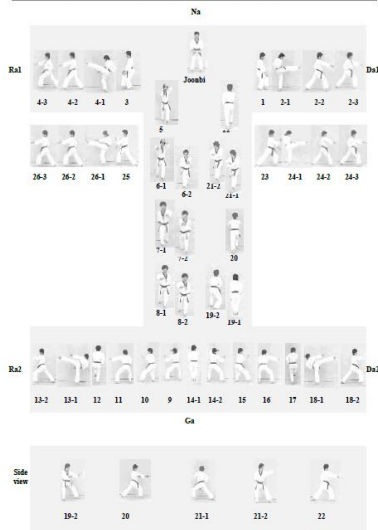 Na
Ra1
Da1
Joonbi
4-3 4-2 4-1 3
1 2-1 2-2 2-3
5
22
26-3 26-2 26-1 25
23 24-1 24-2 24-3
6-1
6-2
21-2
21-1
7-1
7-2
20
8-1
8-2
19-2
19-1
Ra2
Da2
13-2 13-1 12 11 10 9 14-1 14-2 15 16 17 18-1 18-2
Ga
Side
view
19-2 20 21-1 21-2 22